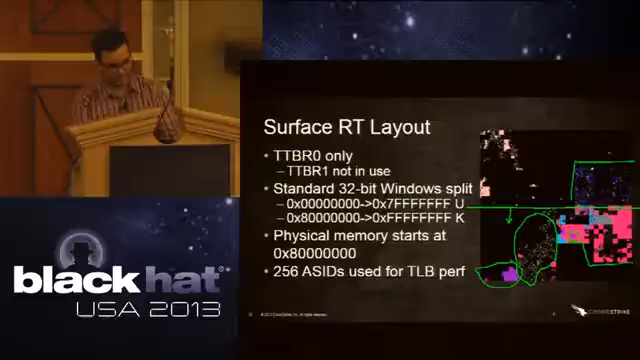 Surface RT Layout
• TTBR0 only
– TTBR1 not in use
• Standard 32-bit Windows split
– 0x00000000->0x7FFFFFFF U
– 0x80000000->0xFFFFFFFF K
• Physical memory starts at
0x80000000
• 256 ASIDs used for TLB perf
CROWDSTRIKE
black hat®
USA 2013